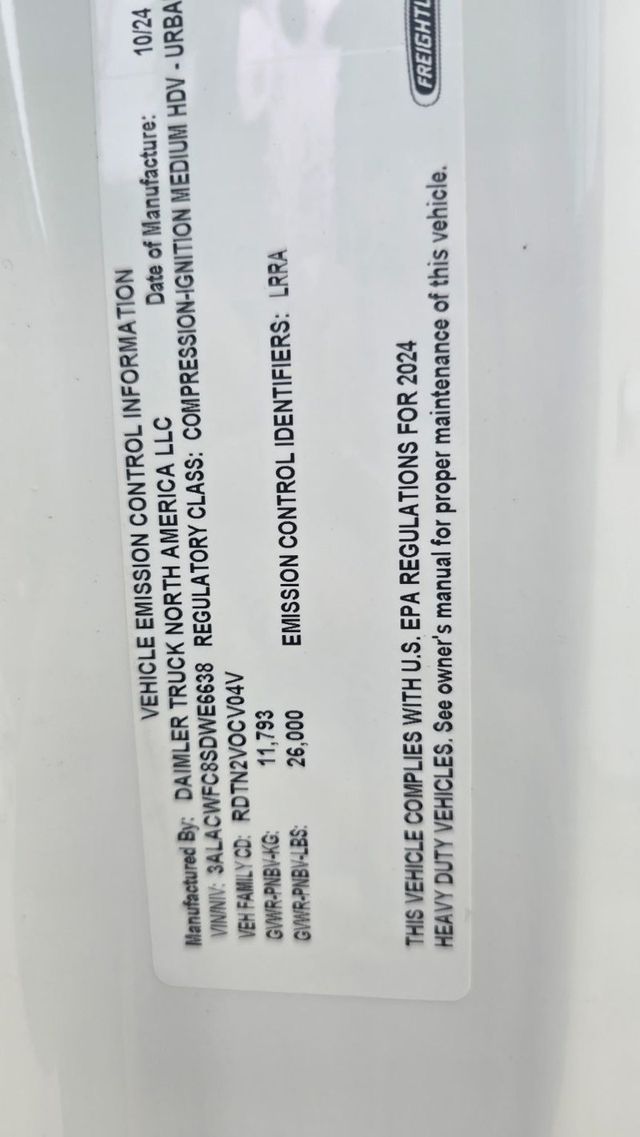 VEHICLE EMISSION CONTROL INFORMATION
Manufactured By: DAIMLER TRUCK NORTH AMERICA LLC Date of Manufacture: 10/24
VIN/NIV: 3ALACWFC8SDWE6638 REGULATORY CLASS: COMPRESSION-IGNITION MEDIUM HDV - URBA
VEH FAMILY CD: RDTN2VOCV04V
GVWR-PNBV-KG: 11,793
GVWR-PNBV-LBS: 26,000 EMISSION CONTROL IDENTIFIERS: LRRA
THIS VEHICLE COMPLIES WITH U.S. EPA REGULATIONS FOR 2024
HEAVY DUTY VEHICLES. See owner's manual for proper maintenance of this vehicle.
FREIGHTL